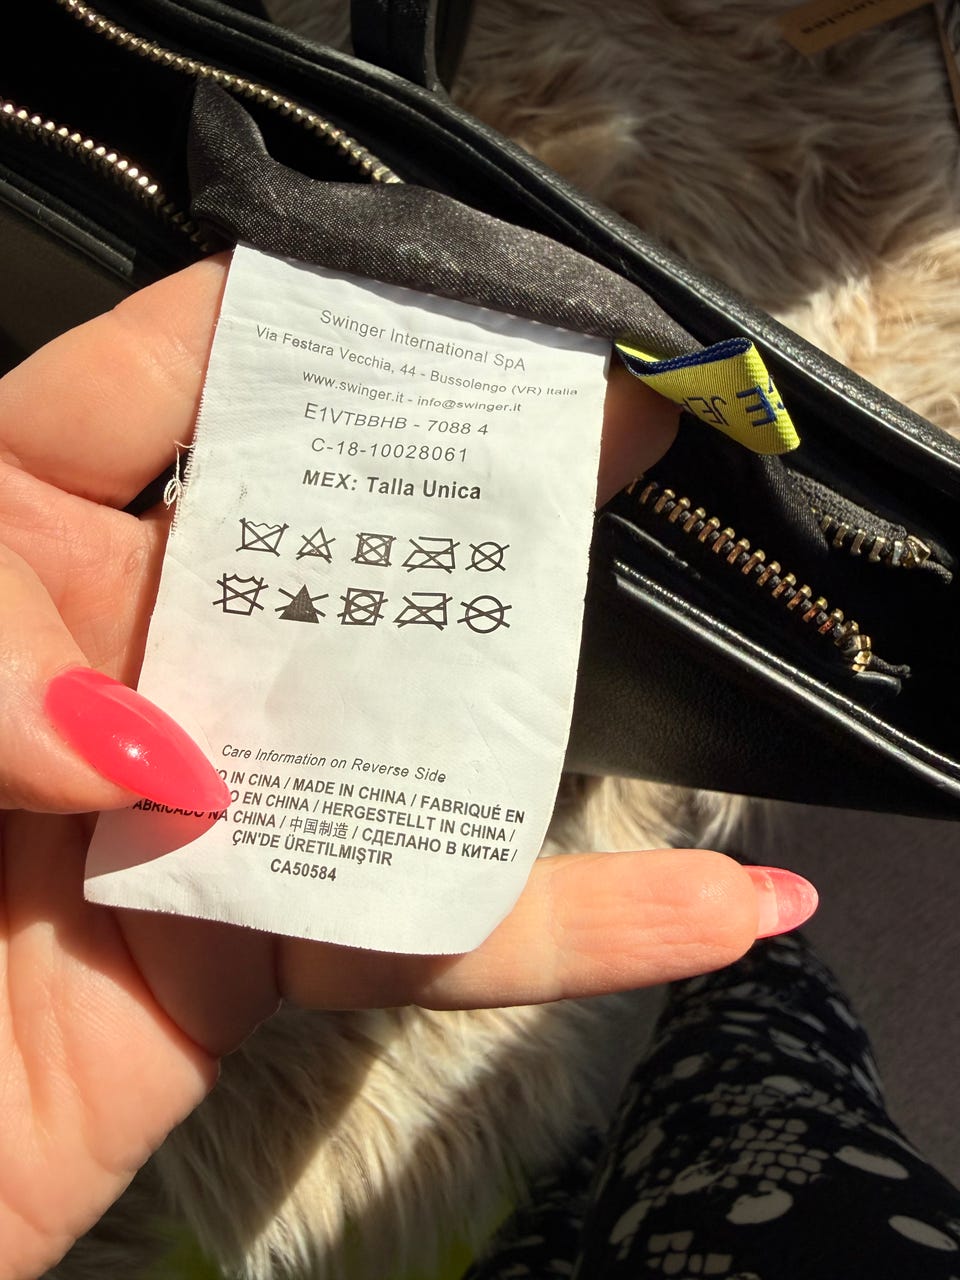 Swinger International SpA
Via Festara Vecchia, 44 - Bussolengo (VR) Italia
www.swinger.it - info@swinger.it
E1VTBBHB - 7088 4
C-18-10028061
MEX: Talla Unica
Care Information on Reverse Side
IN CINA / MADE IN CHINA / FABRIQUÉ EN
EN CHINA / HERGESTELLT IN CHINA /
FABRICADO NA CHINA / 中国制造 / СДЕЛАНО В КИТАЕ /
ÇIN'DE ÜRETILMIŞTIR
CA50584